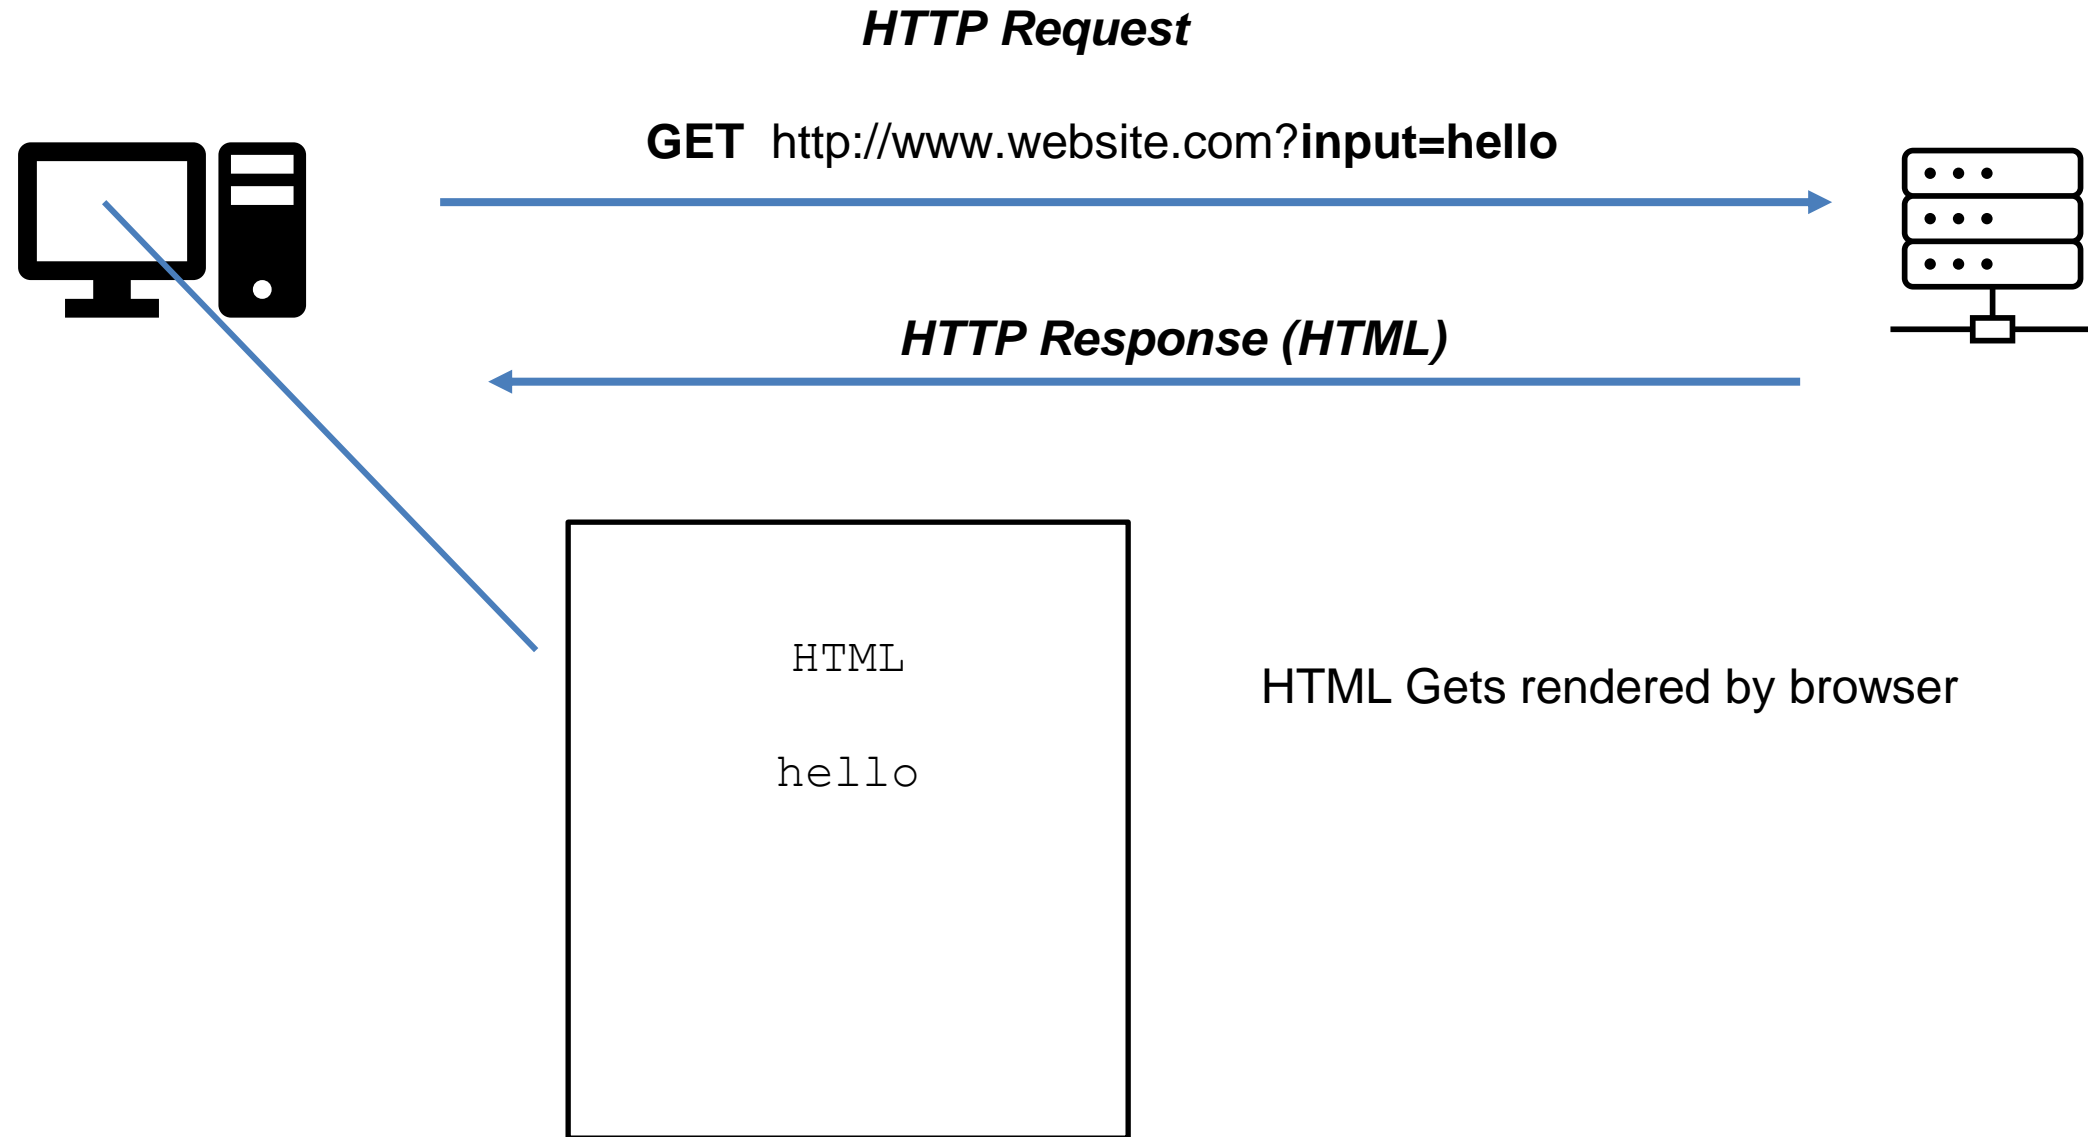 HTTP Request
GET http://www.website.com?input=hello
HTTP Response (HTML)
HTML
HTML Gets rendered by browser
hello